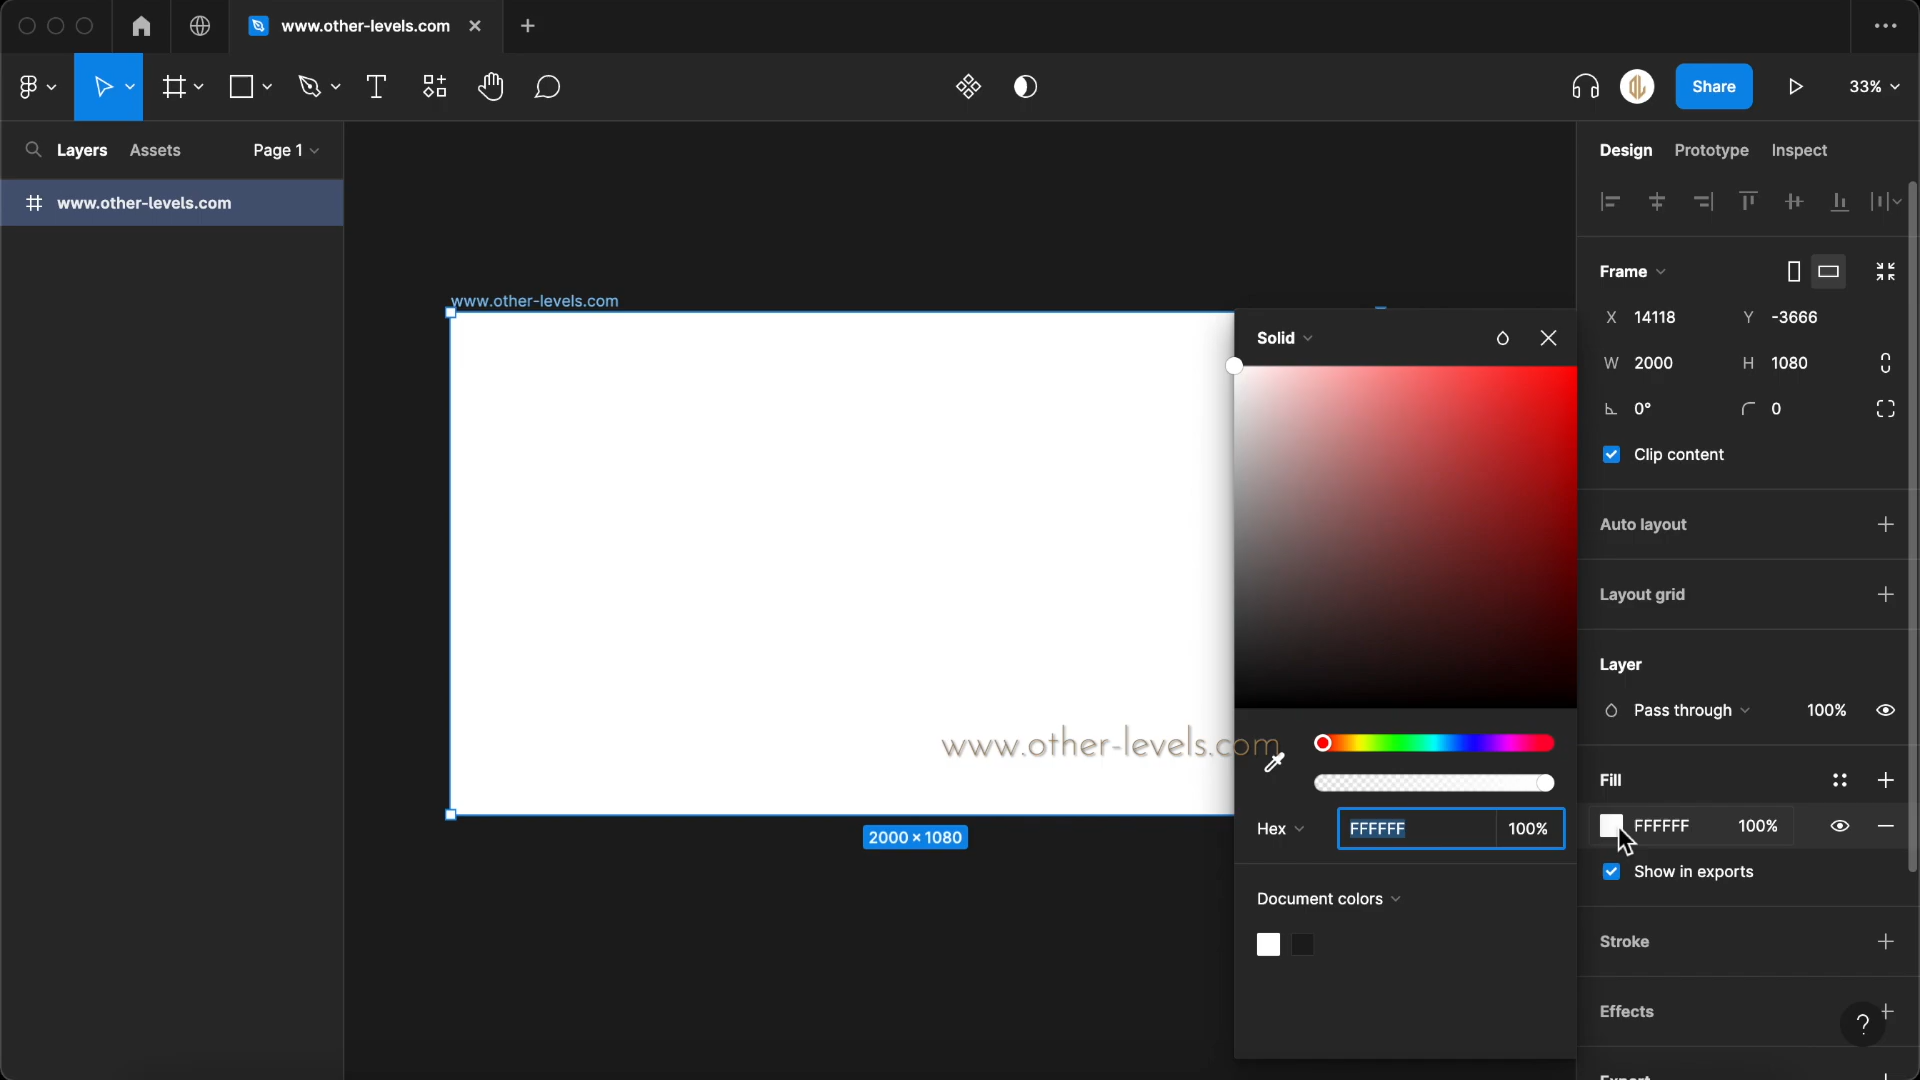 www.other-levels.com
Share
33%
Layers
Assets
Page 1
www.other-levels.com
www.other-levels.com
2000 × 1080
www.other-levels.com
Solid
Hex
FFFFFF
100%
Document colors
Design
Prototype
Inspect
Frame
X 14118
Y -3666
W 2000
H 1080
0°
0
Clip content
Auto layout
Layout grid
Layer
Pass through
100%
Fill
FFFFFF
100%
Show in exports
Stroke
Effects
?
Export